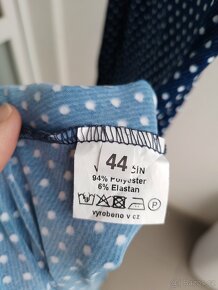 44
94% Polyester
6% Elastan
P
vyrobeno v cz